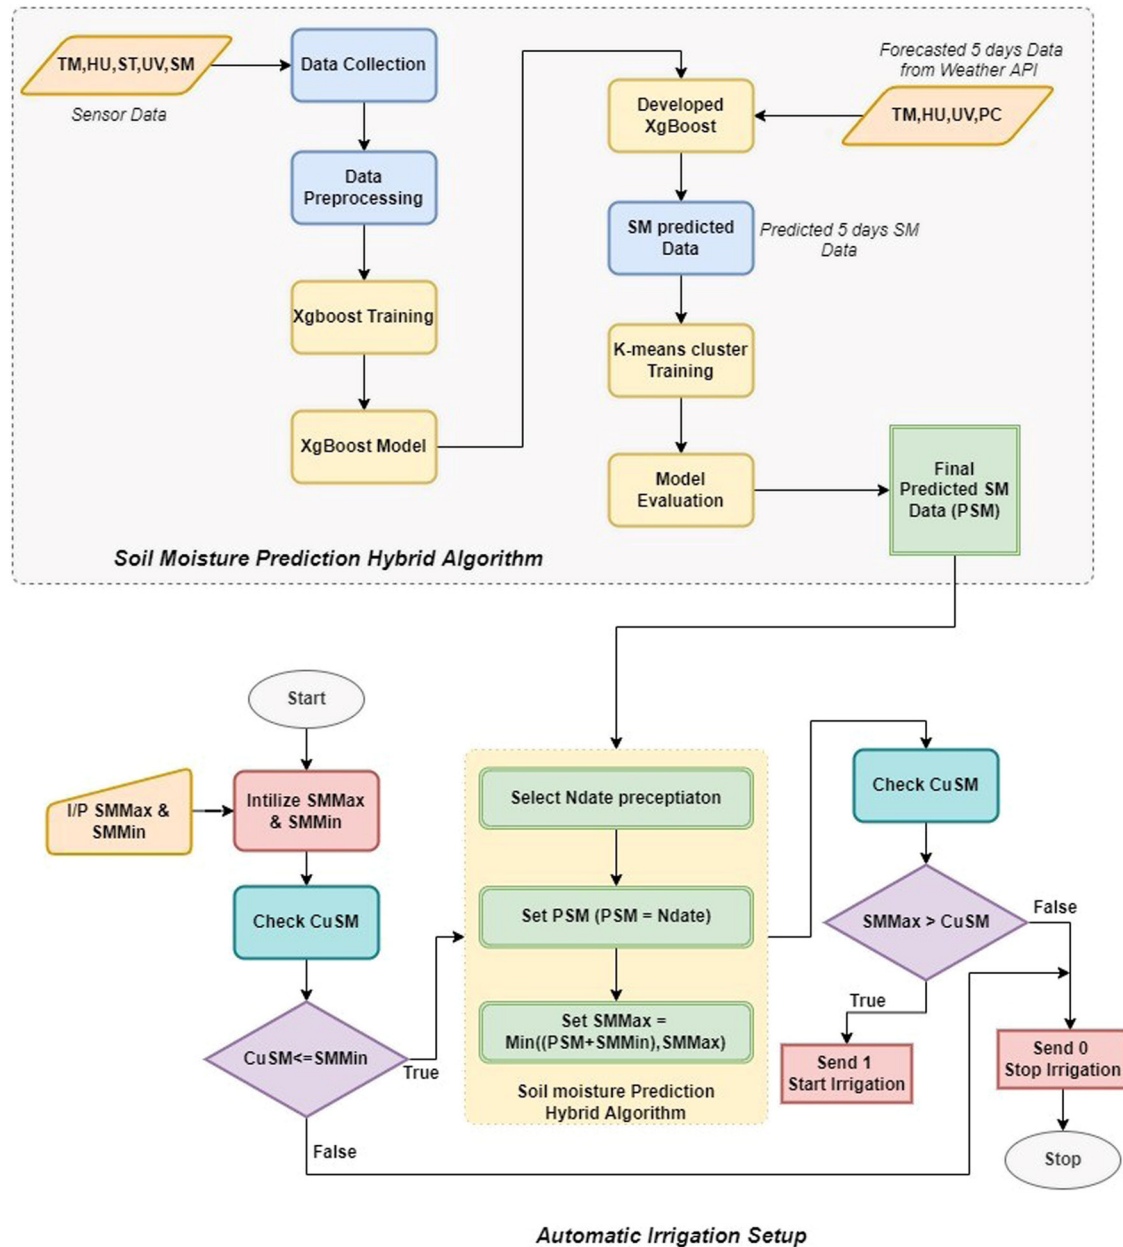 TM,HU,ST,UV,SM
Sensor Data
Data Collection
Data
Preprocessing
Xgboost Training
XgBoost Model
Developed
XgBoost
Forecasted 5 days Data
from Weather API
TM,HU,UV,PC
SM predicted
Data
Predicted 5 days SM
Data
K-means cluster
Training
Model
Evaluation
Final
Predicted SM
Data (PSM)
Soil Moisture Prediction Hybrid Algorithm
Start
I/P SMMax &
SMMin
Intilize SMMax
& SMMin
Check CuSM
CuSM<=SMMin
True
False
Select Ndate preceptiaton
Set PSM (PSM = Ndate)
Set SMMax =
Min((PSM+SMMin),SMMax)
Soil moisture Prediction
Hybrid Algorithm
Check CuSM
SMMax > CuSM
False
True
Send 1
Start Irrigation
Send 0
Stop Irrigation
Stop
Automatic Irrigation Setup